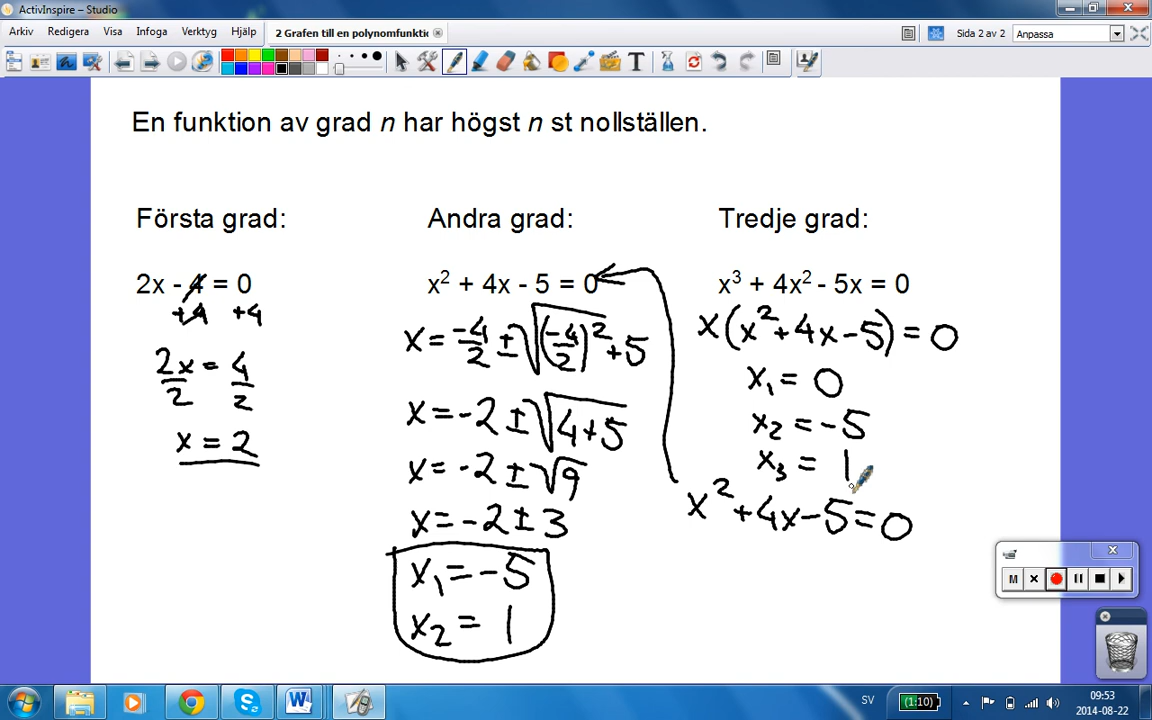 ActivInspire – Studio
Arkiv Redigera Visa Infoga Verktyg Hjälp
2 Grafen till en polynomfunktic
Sida 2 av 2
Anpassa
En funktion av grad n har högst n st nollställen.
Första grad:
2x - 4 = 0
+4 +4
2x/2 = 4/2
x = 2
Andra grad:
x² + 4x - 5 = 0
x = -4/2 ± √((-4/2)² + 5)
x = -2 ± √(4+5)
x = -2 ± √9
x = -2 ± 3
x₁ = -5
x₂ = 1
Tredje grad:
x³ + 4x² - 5x = 0
x(x² + 4x - 5) = 0
x₁ = 0
x₂ = -5
x₃ = 1
x² + 4x - 5 = 0
M
SV
(1:10)
09:53
2014-08-22